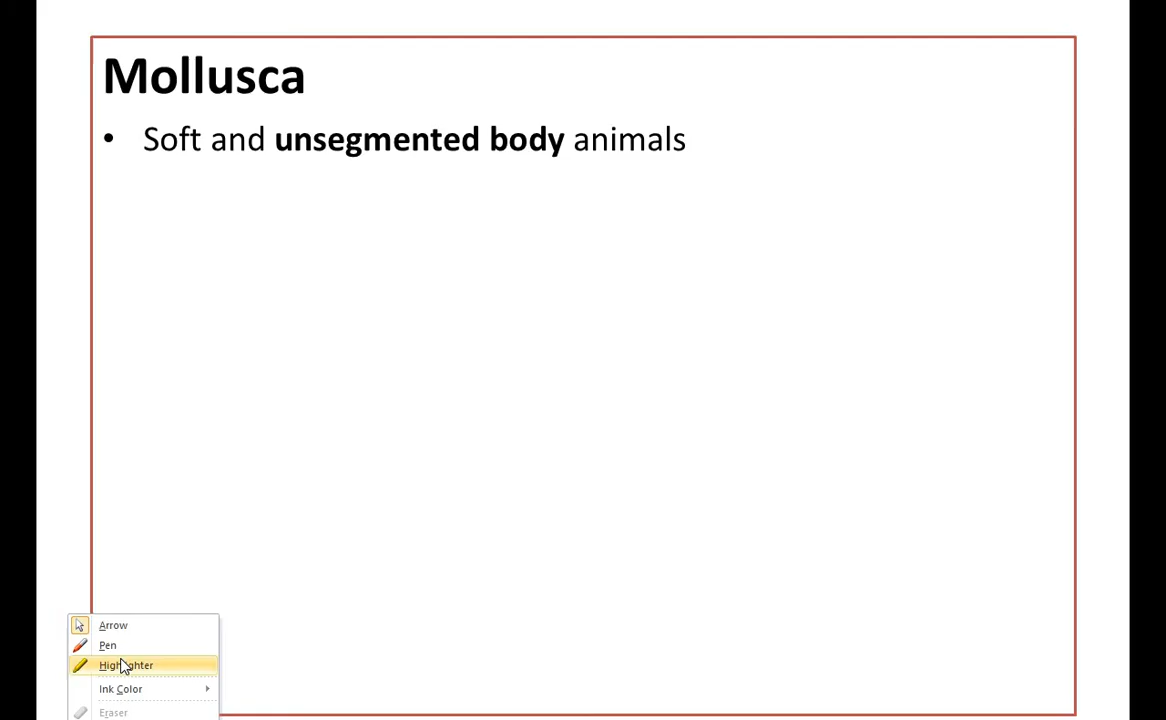 Mollusca
• Soft and unsegmented body animals
Arrow
Pen
Highlighter
Ink Color
Eraser